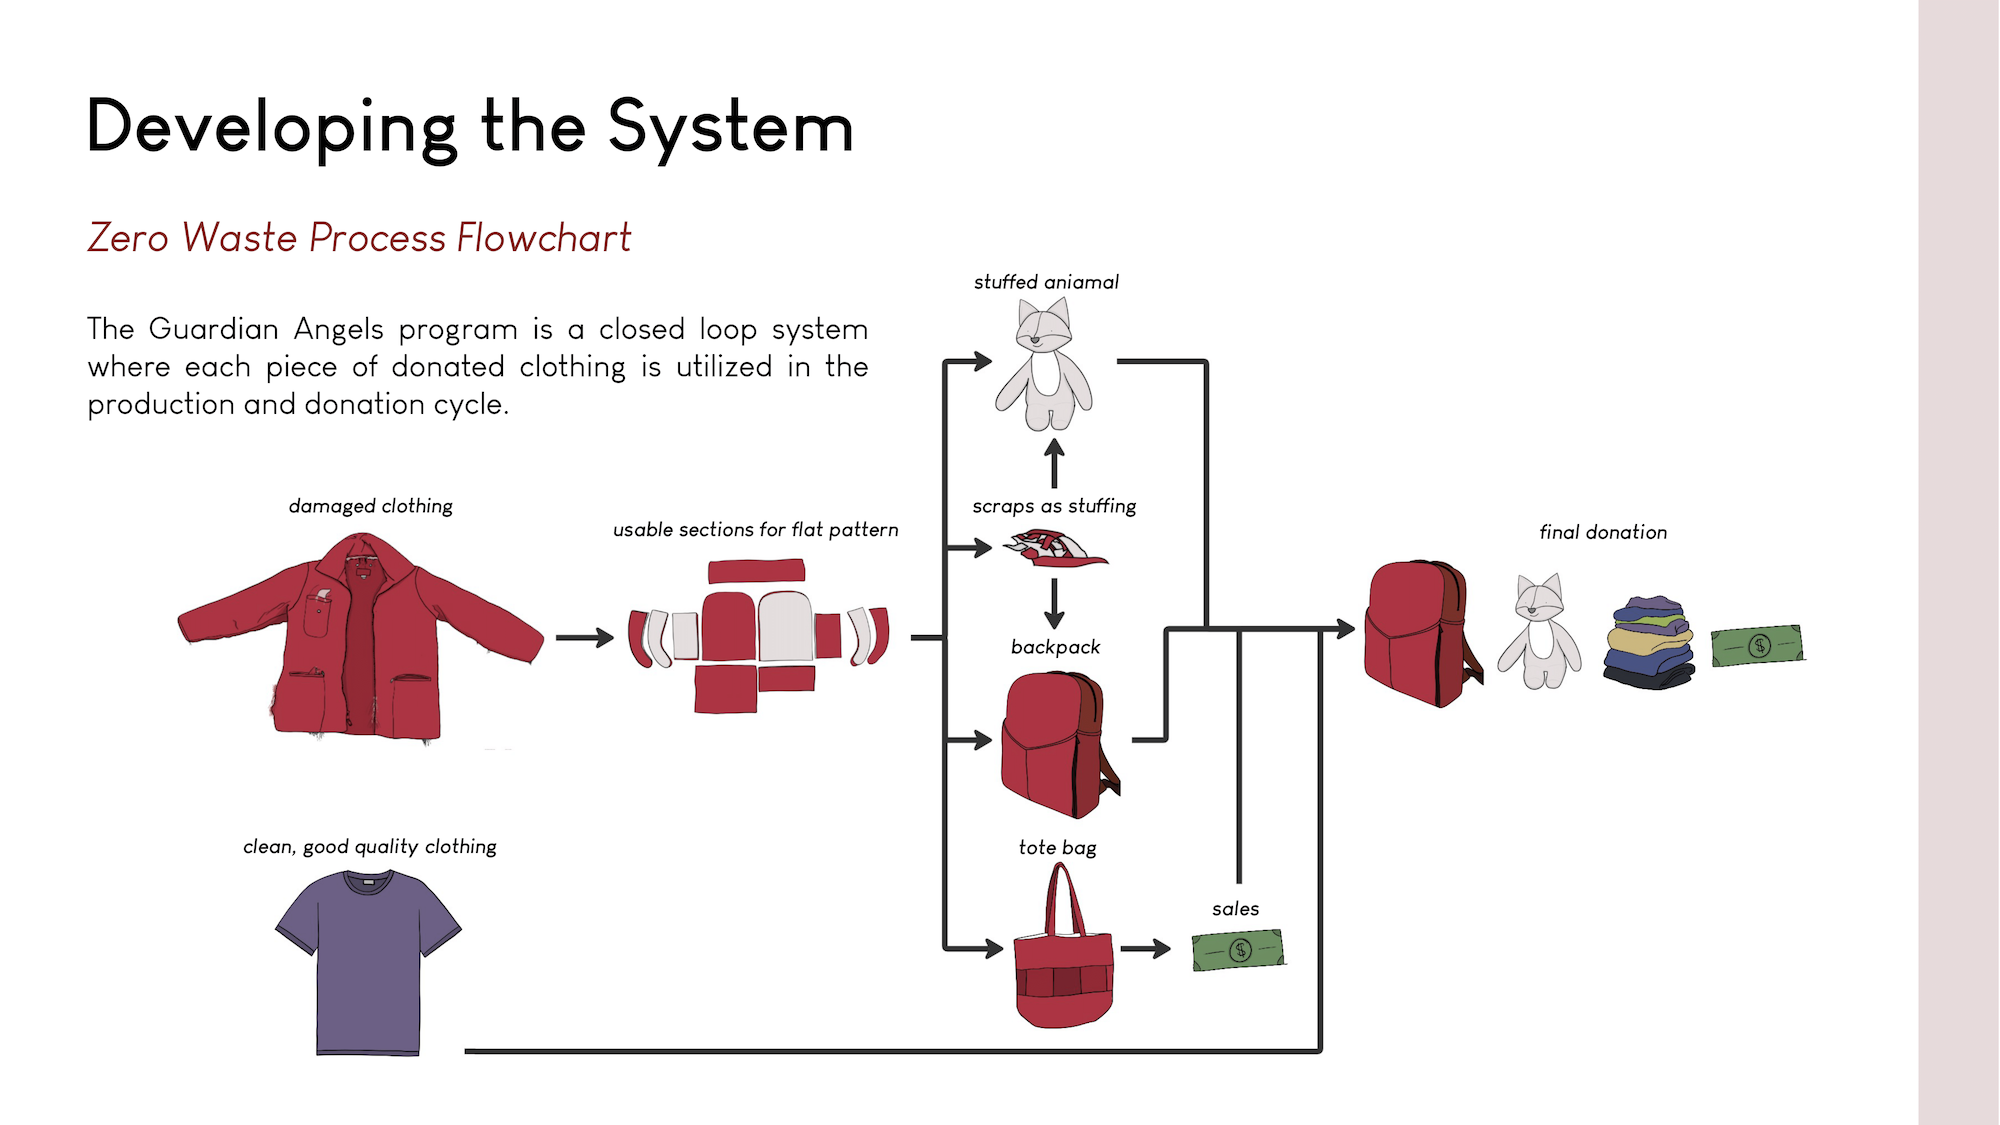 Developing the System
Zero Waste Process Flowchart
The Guardian Angels program is a closed loop system
where each piece of donated clothing is utilized in the
production and donation cycle.
stuffed aniamal
damaged clothing
usable sections for flat pattern
scraps as stuffing
final donation
backpack
clean, good quality clothing
tote bag
sales
$
$